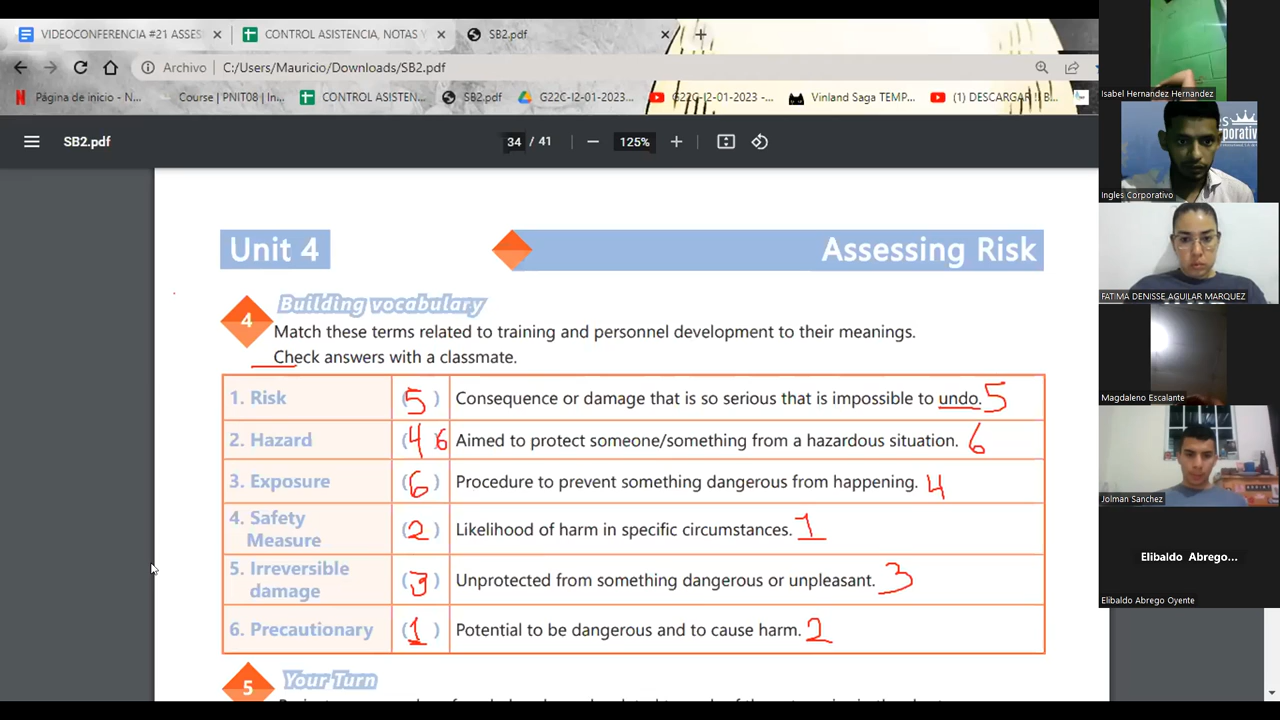 VIDEOCONFERENCIA #21 ASSES
CONTROL ASISTENCIA, NOTAS Y
SB2.pdf
Archivo
C:/Users/Mauricio/Downloads/SB2.pdf
Página de inicio - N...
Course | PNIT08 | In...
CONTROL ASISTEN...
SB2.pdf
G22C-I2-01-2023 -...
G22C-I2-01-2023 -...
Vinland Saga TEMP...
(1) DESCARGAR !! B...
SB2.pdf
34 / 41
125%
Unit 4
Assessing Risk
4 Building vocabulary
Match these terms related to training and personnel development to their meanings.
Check answers with a classmate.
1. Risk (5) Consequence or damage that is so serious that is impossible to undo. 5
2. Hazard (4)6 Aimed to protect someone/something from a hazardous situation. 6
3. Exposure (6) Procedure to prevent something dangerous from happening. 4
4. Safety
Measure (2) Likelihood of harm in specific circumstances. 1
5. Irreversible
damage (3) Unprotected from something dangerous or unpleasant. 3
6. Precautionary (1) Potential to be dangerous and to cause harm. 2
5 Your Turn
Isabel Hernandez Hernandez
Ingles Corporativo
FATIMA DENISSE AGUILAR MARQUEZ
Magdaleno Escalante
Jolman Sanchez
Elibaldo Abrego...
Elibaldo Abrego Oyente